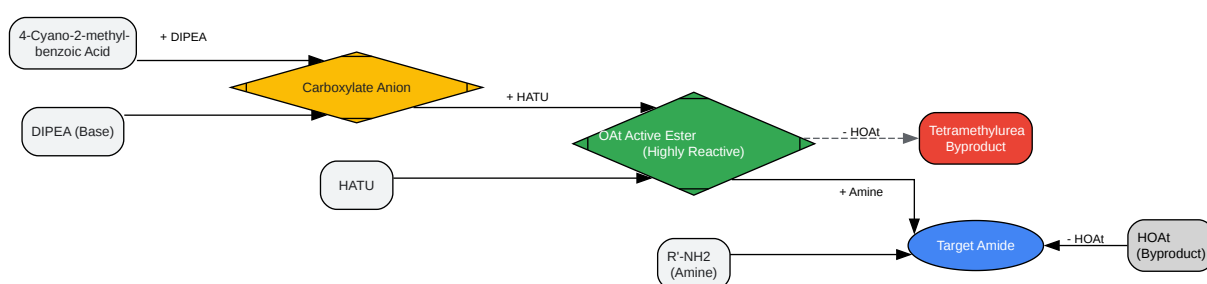 4-Cyano-2-methyl-
benzoic Acid
+ DIPEA
Carboxylate Anion
DIPEA (Base)
+ HATU
OAt Active Ester
(Highly Reactive)
- HOAt
Tetramethylurea
Byproduct
HATU
+ Amine
R'-NH2
(Amine)
Target Amide
- HOAt
HOAt
(Byproduct)